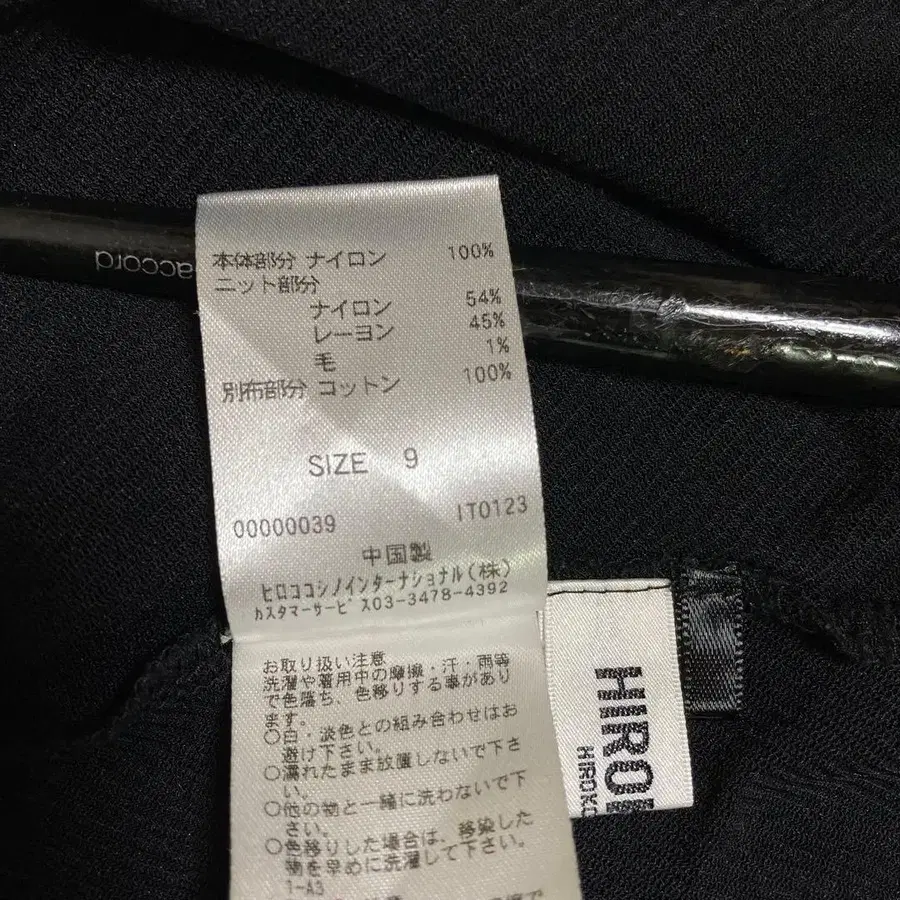 本体部分 ナイロン 100%
ニット部分
ナイロン 54%
レーヨン 45%
毛 1%
別布部分 コットン 100%
SIZE 9
00000039 IT0123
中国製
ヒロココシノインターナショナル(株)
カスタマーサービス03-3478-4392
お取り扱い注意
洗濯や着用中の摩擦・汗・雨等
で色落ち、色移りする事があり
ます。
○白・淡色との組み合わせはお
避け下さい。
○濡れたまま放置しないで下さ
い。
○他の物と一緒に洗わないで下
さい。
○色移りした場合は、移染した
物を早めに洗濯して下さい。
1-A3
accord
HIRO
HIROKO